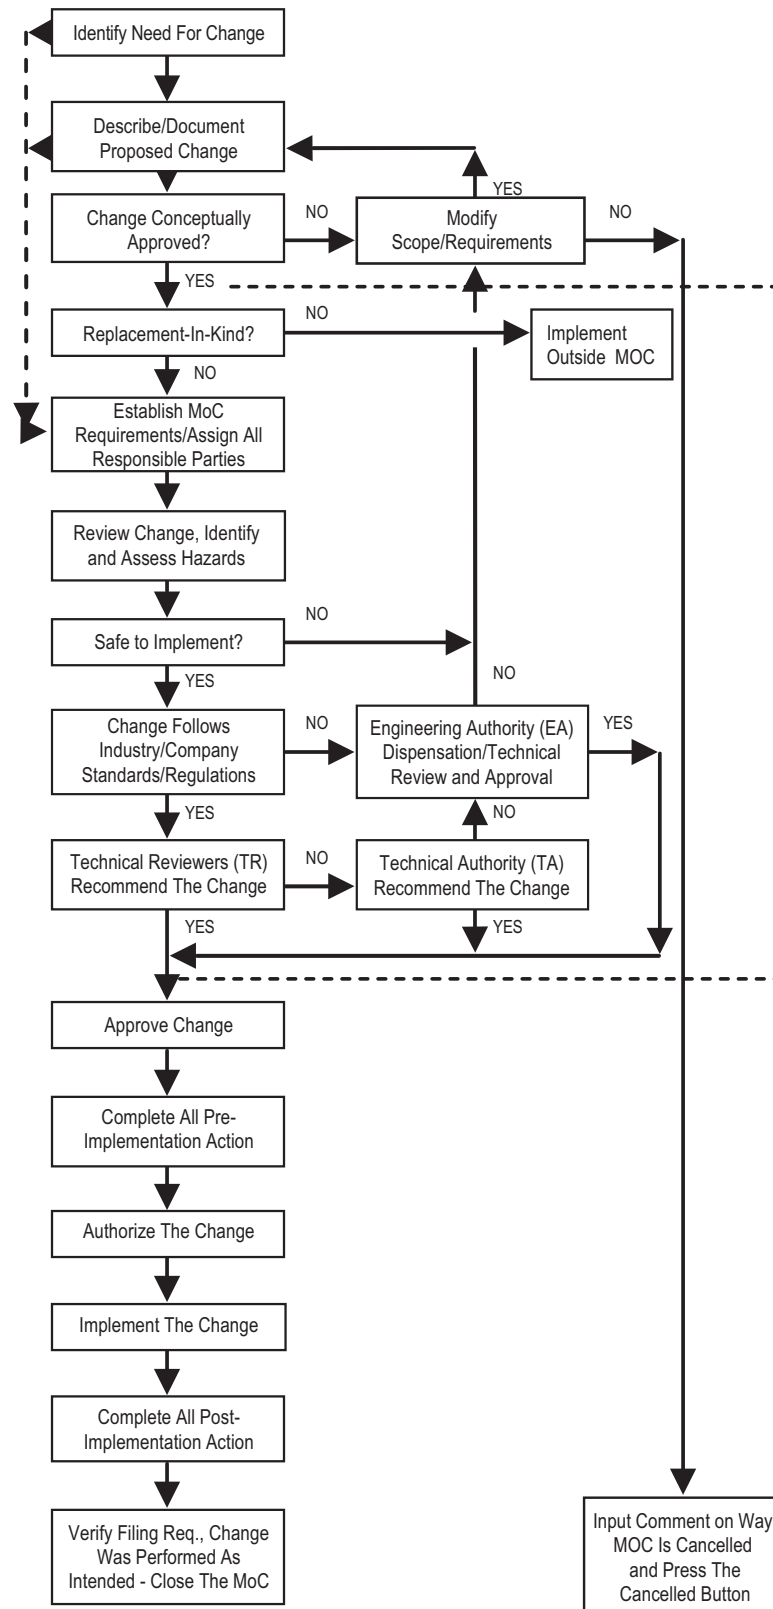 Identify Need For Change
Describe/Document
Proposed Change
YES
Change Conceptually
Approved?
NO
Modify
Scope/Requirements
NO
YES
Replacement-In-Kind?
NO
Implement
Outside MOC
NO
Establish MoC
Requirements/Assign All
Responsible Parties
Review Change, Identify
and Assess Hazards
Safe to Implement?
NO
YES
NO
Change Follows
Industry/Company
Standards/Regulations
NO
Engineering Authority (EA)
Dispensation/Technical
Review and Approval
YES
YES
NO
Technical Reviewers (TR)
Recommend The Change
NO
Technical Authority (TA)
Recommend The Change
YES
YES
Approve Change
Complete All Pre-
Implementation Action
Authorize The Change
Implement The Change
Complete All Post-
Implementation Action
Verify Filing Req., Change
Was Performed As
Intended - Close The MoC
Input Comment on Way
MOC Is Cancelled
and Press The
Cancelled Button